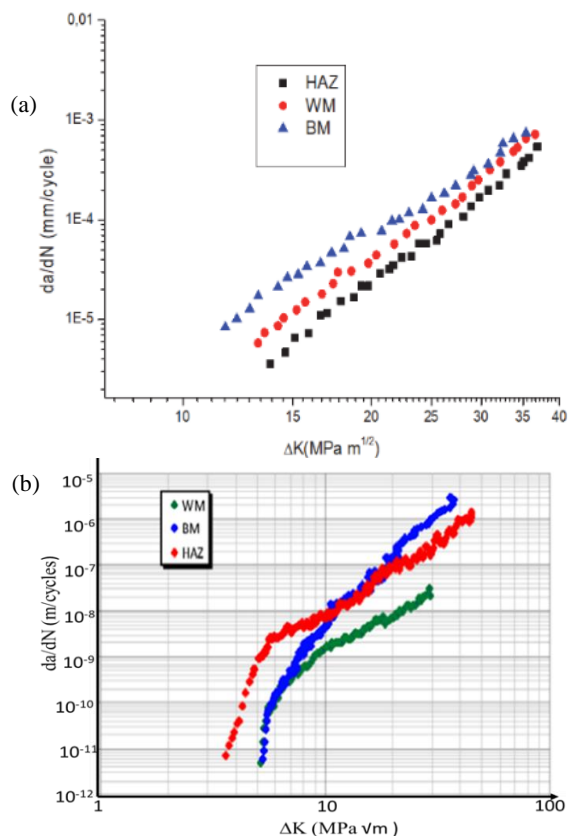 (a)
0,01
1E-3
1E-4
1E-5
da/dN (mm/cycle)
HAZ
WM
BM
10 15 20 25 30 35 40
ΔK(MPa m^1/2)
(b)
10^-5
10^-6
10^-7
10^-8
10^-9
10^-10
10^-11
10^-12
da/dN (m/cycles)
WM
BM
HAZ
1 10 100
ΔK (MPa √m)